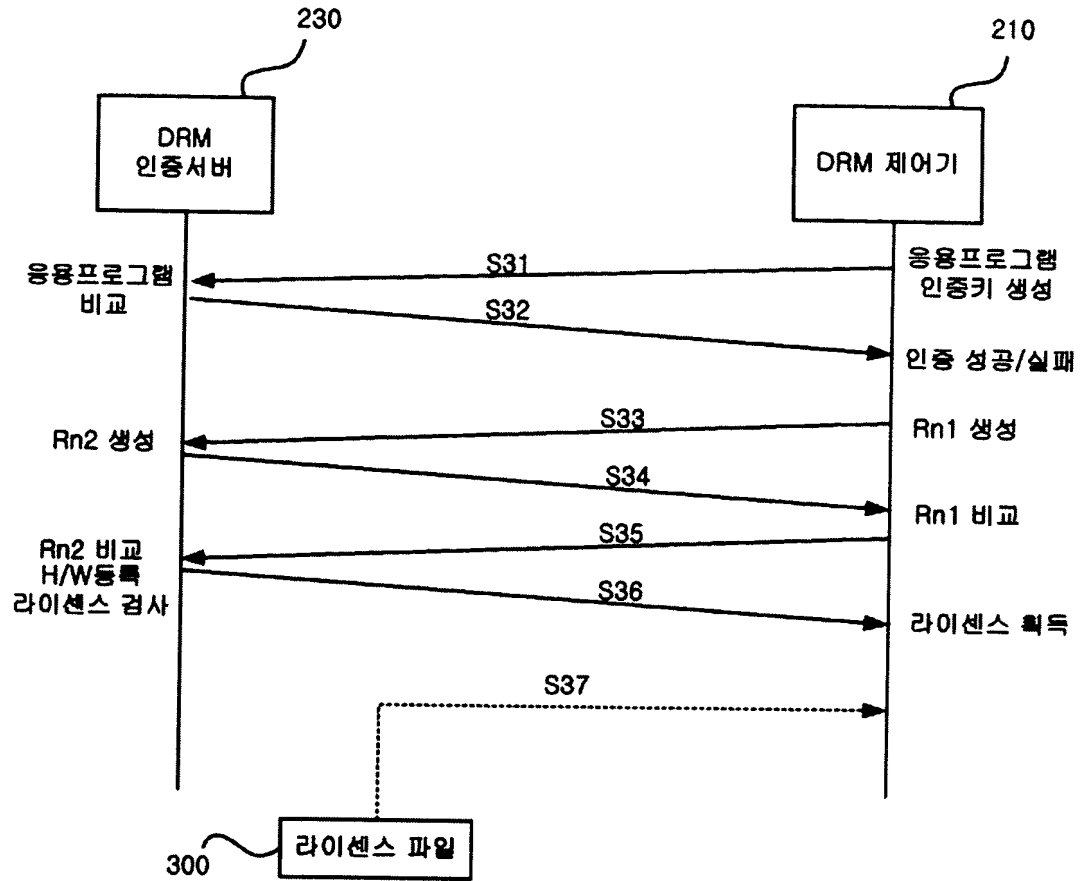 230
210
DRM
인증서버
DRM 제어기
응용프로그램
비교
S31
응용프로그램
인증키 생성
S32
인증 성공/실패
S33
Rn2 생성
Rn1 생성
S34
Rn1 비교
S35
Rn2 비교
H/W등록
라이센스 검사
S36
라이센스 획득
S37
라이센스 파일
300